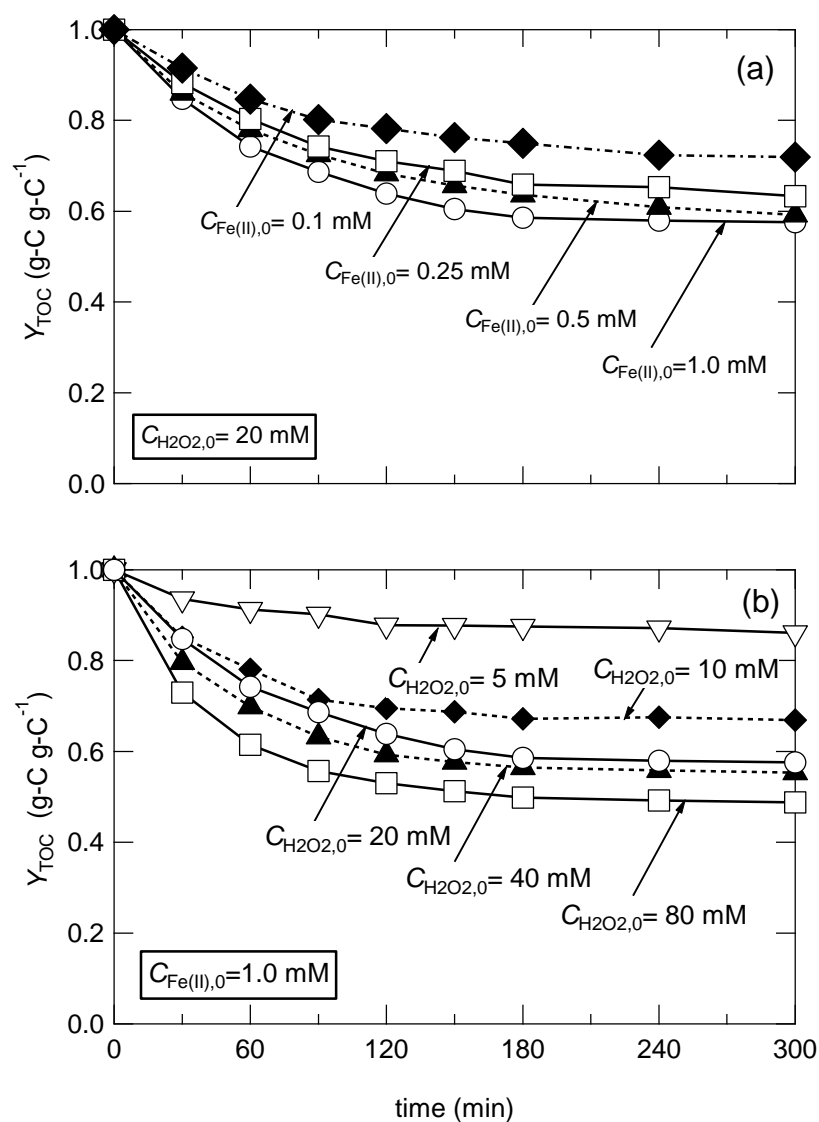 1.0
(a)
0.8
0.6
0.4
0.2
0.0
Y_TOC (g-C g-C⁻¹)
C_Fe(II),0= 0.1 mM
C_Fe(II),0= 0.25 mM
C_Fe(II),0= 0.5 mM
C_Fe(II),0=1.0 mM
C_H2O2,0= 20 mM
1.0
(b)
0.8
0.6
0.4
0.2
0.0
Y_TOC (g-C g-C⁻¹)
C_H2O2,0= 5 mM
C_H2O2,0= 10 mM
C_H2O2,0= 20 mM
C_H2O2,0= 40 mM
C_H2O2,0= 80 mM
C_Fe(II),0=1.0 mM
0 60 120 180 240 300
time (min)